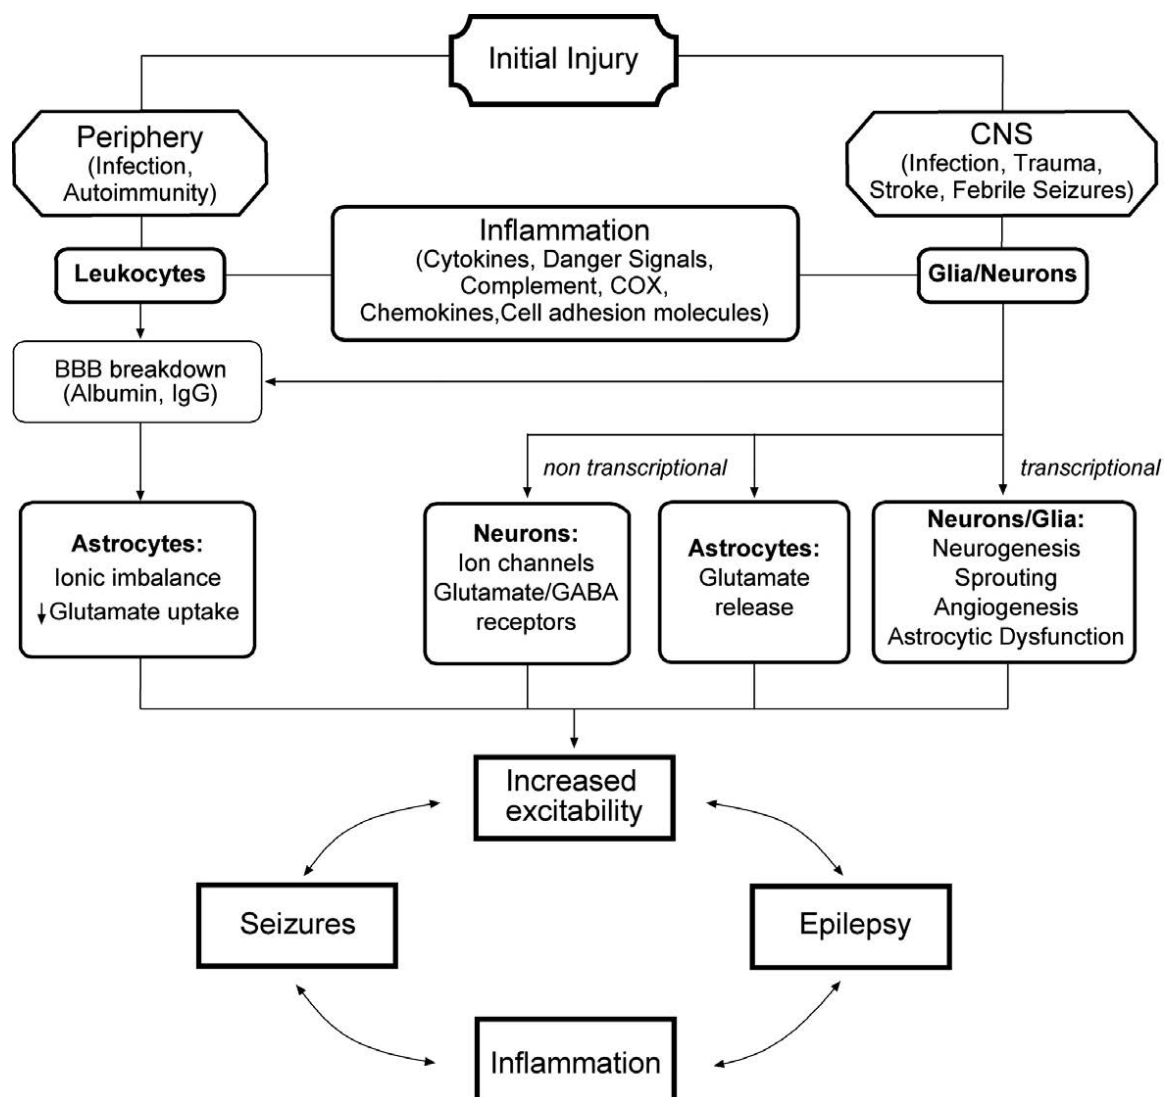 Initial Injury
Periphery
(Infection,
Autoimmunity)
CNS
(Infection, Trauma,
Stroke, Febrile Seizures)
Inflammation
(Cytokines, Danger Signals,
Complement, COX,
Chemokines,Cell adhesion molecules)
Leukocytes
Glia/Neurons
BBB breakdown
(Albumin, IgG)
non transcriptional
transcriptional
Astrocytes:
Ionic imbalance
↓Glutamate uptake
Neurons:
Ion channels
Glutamate/GABA
receptors
Astrocytes:
Glutamate
release
Neurons/Glia:
Neurogenesis
Sprouting
Angiogenesis
Astrocytic Dysfunction
Increased
excitability
Seizures
Epilepsy
Inflammation